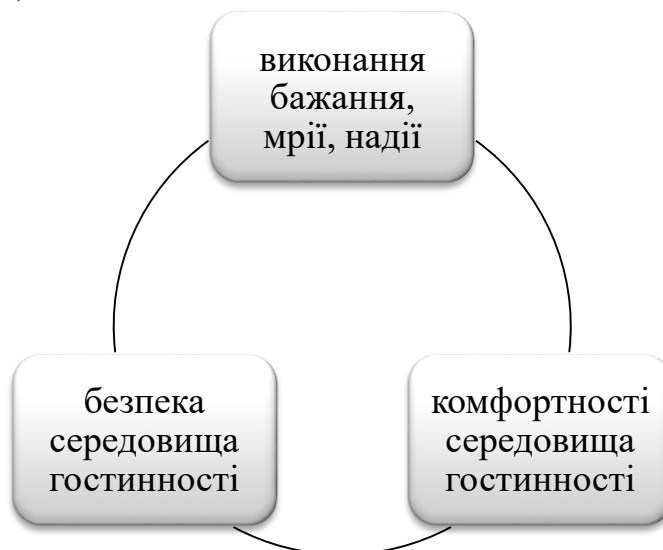 виконання
бажання,
мрії, надії
безпека
середовища
гостинності
комфортності
середовища
гостинності